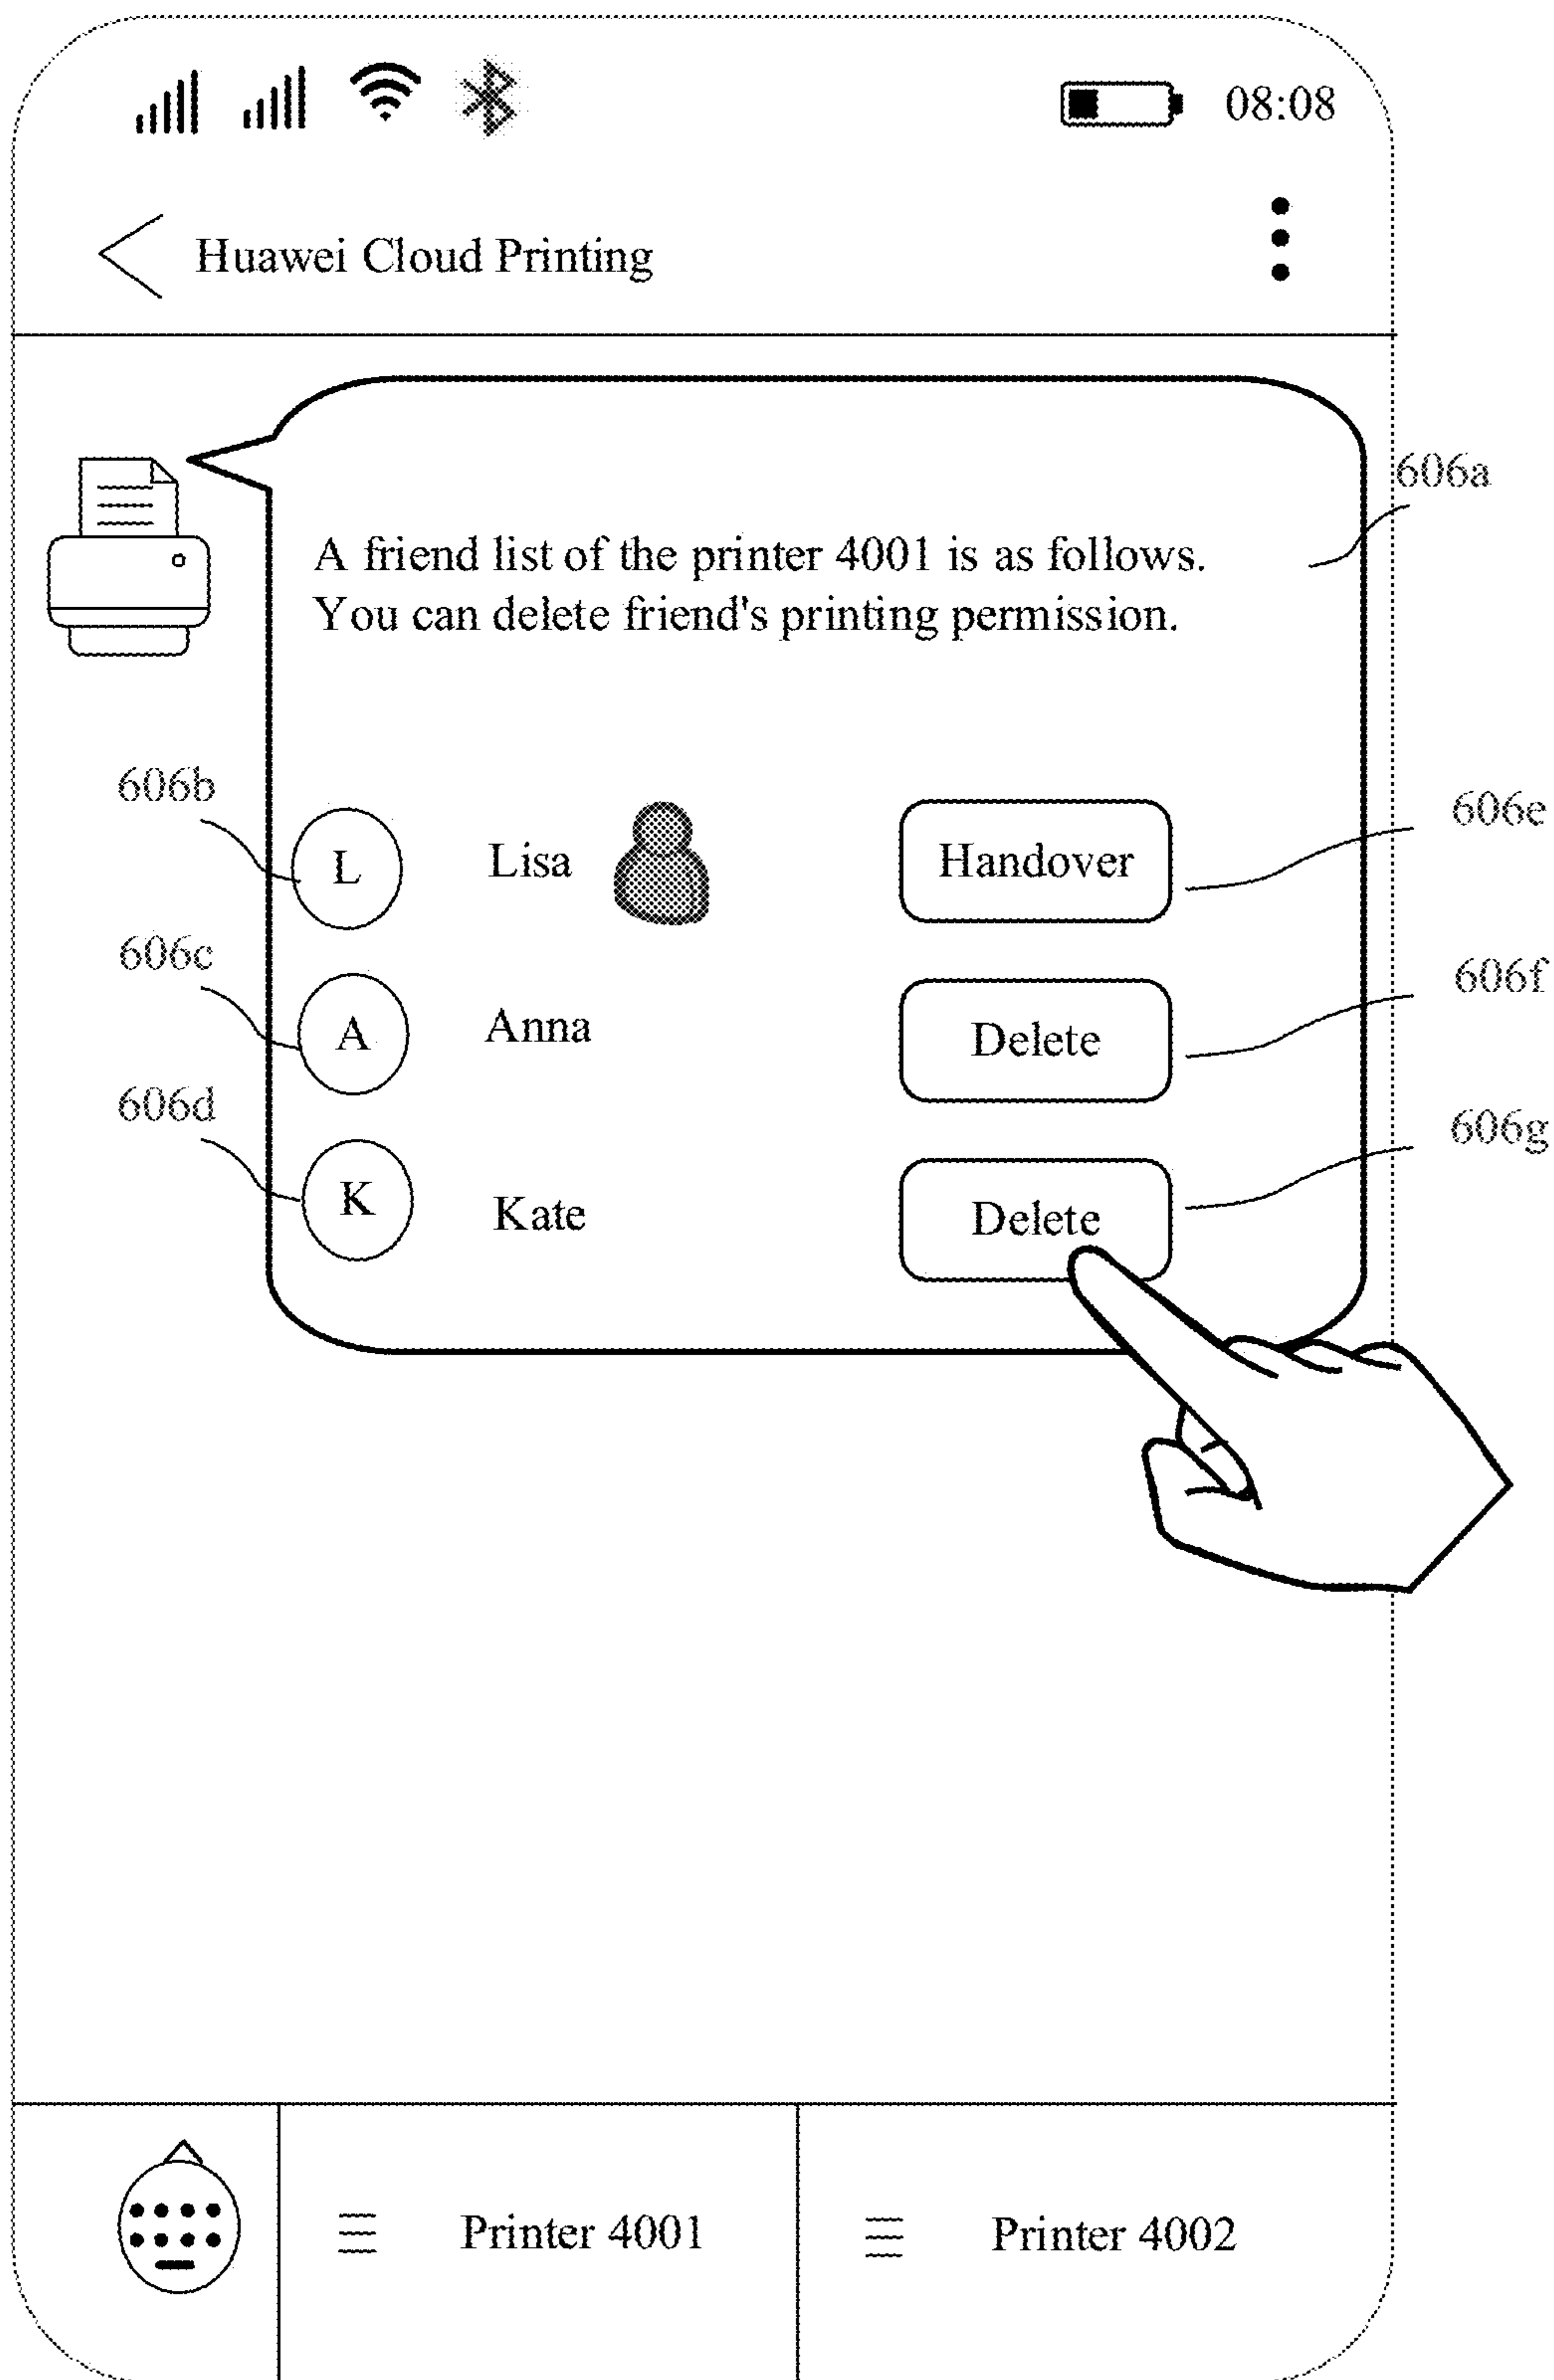 08:08
Huawei Cloud Printing
606a
A friend list of the printer 4001 is as follows.
You can delete friend's printing permission.
606b
L
Lisa
Handover
606e
606c
A
Anna
Delete
606f
606d
K
Kate
Delete
606g
Printer 4001
Printer 4002